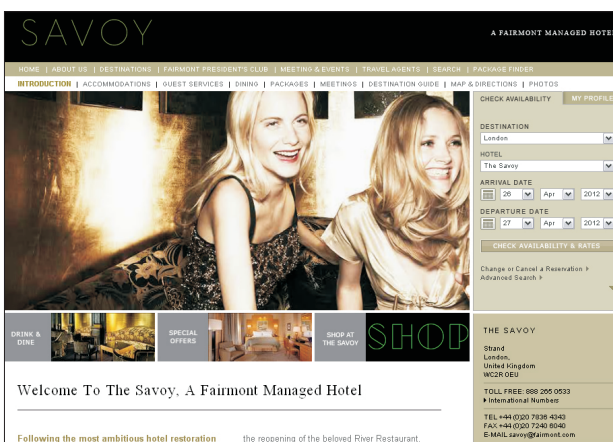 SAVOY
A FAIRMONT MANAGED HOTEL
HOME | ABOUT US | DESTINATIONS | FAIRMONT PRESIDENT'S CLUB | MEETING & EVENTS | TRAVEL AGENTS | SEARCH | PACKAGE FINDER
INTRODUCTION | ACCOMMODATIONS | GUEST SERVICES | DINING | PACKAGES | MEETINGS | DESTINATION GUIDE | MAP & DIRECTIONS | PHOTOS
CHECK AVAILABILITY
MY PROFILE
DESTINATION
London
HOTEL
The Savoy
ARRIVAL DATE
26 Apr 2012
DEPARTURE DATE
27 Apr 2012
CHECK AVAILABILITY & RATES
Change or Cancel a Reservation
Advanced Search
DRINK &
DINE
SPECIAL
OFFERS
SHOP AT
THE SAVOY
SHOP
Welcome To The Savoy, A Fairmont Managed Hotel
Following the most ambitious hotel restoration
the reopening of the beloved River Restaurant.
THE SAVOY
Strand
London,
United Kingdom
WC2R 0EU
TOLL FREE: 888 265 0533
International Numbers
TEL +44 (0)20 7836 4343
FAX +44 (0)20 7240 6040
E-MAIL savoy@fairmont.com